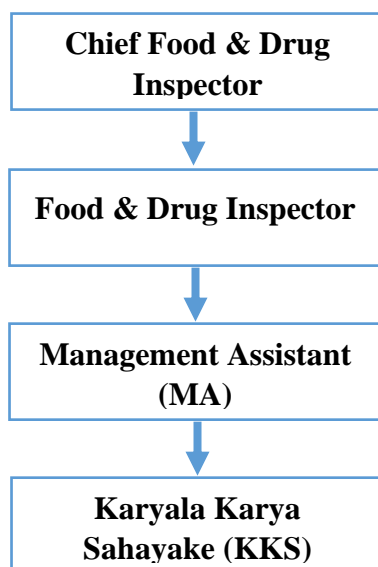 Chief Food & Drug
Inspector
Food & Drug Inspector
Management Assistant
(MA)
Karyala Karya
Sahayake (KKS)